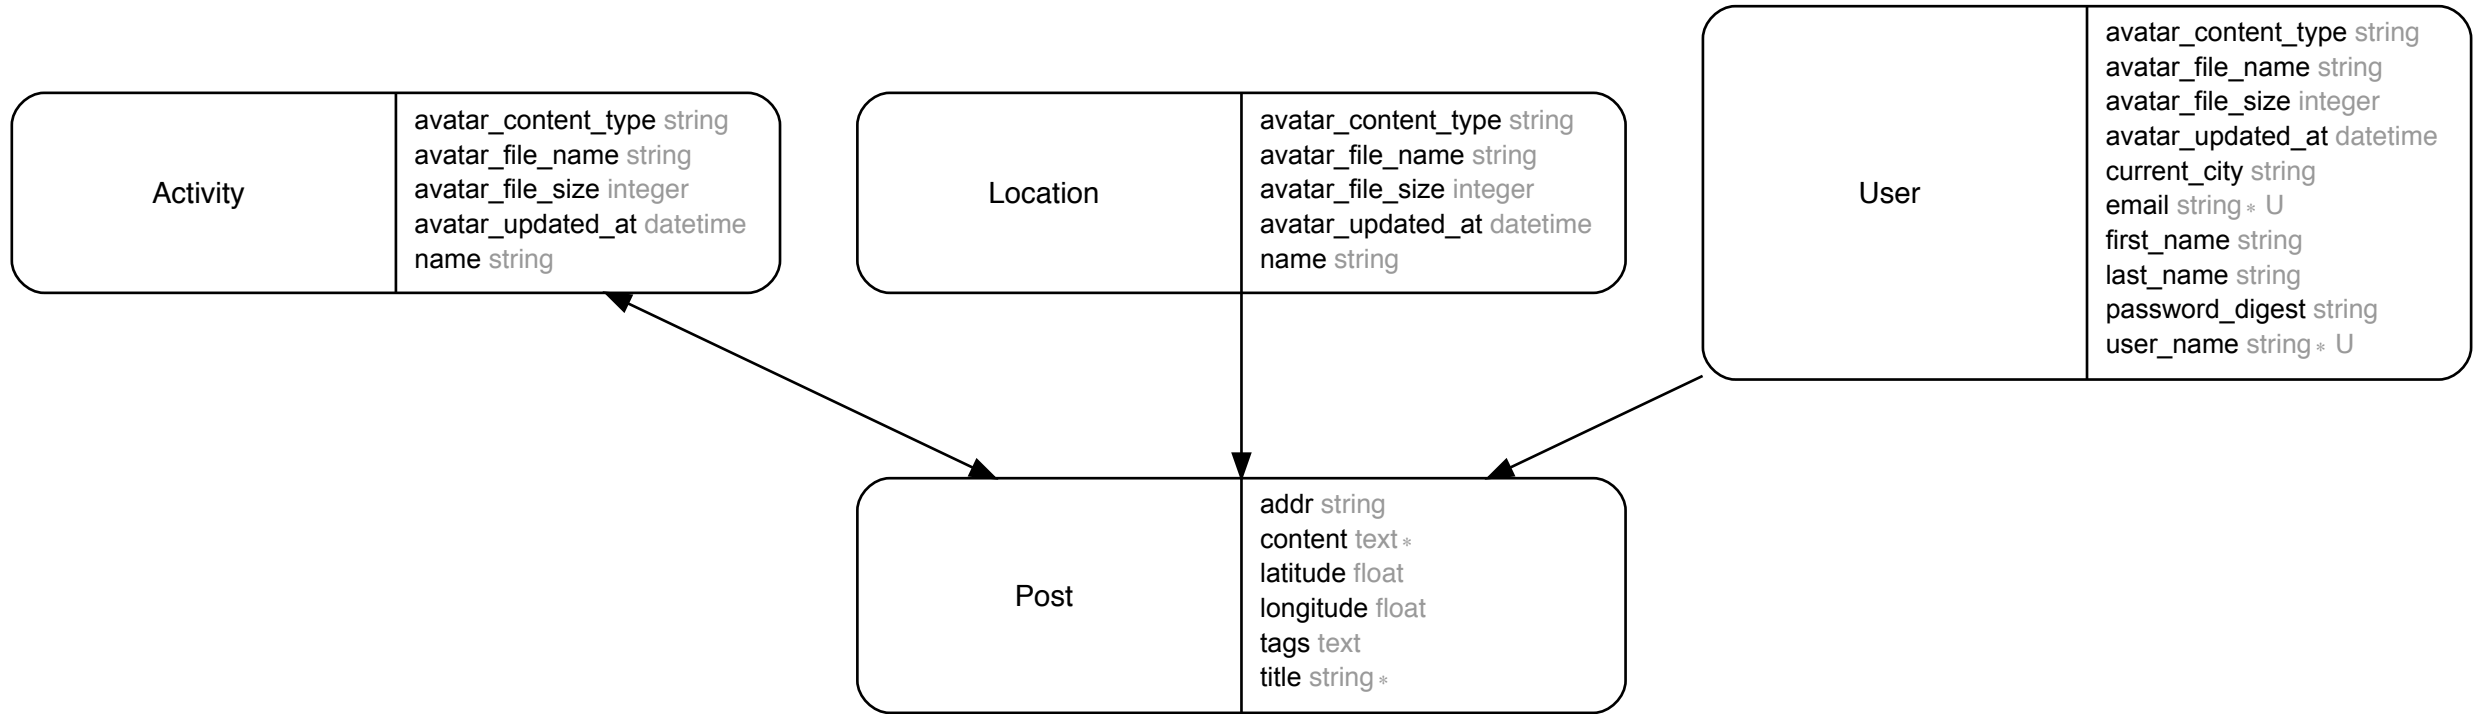 Activity
avatar_content_type string
avatar_file_name string
avatar_file_size integer
avatar_updated_at datetime
name string
Location
avatar_content_type string
avatar_file_name string
avatar_file_size integer
avatar_updated_at datetime
name string
User
avatar_content_type string
avatar_file_name string
avatar_file_size integer
avatar_updated_at datetime
current_city string
email string * U
first_name string
last_name string
password_digest string
user_name string * U
Post
addr string
content text *
latitude float
longitude float
tags text
title string *